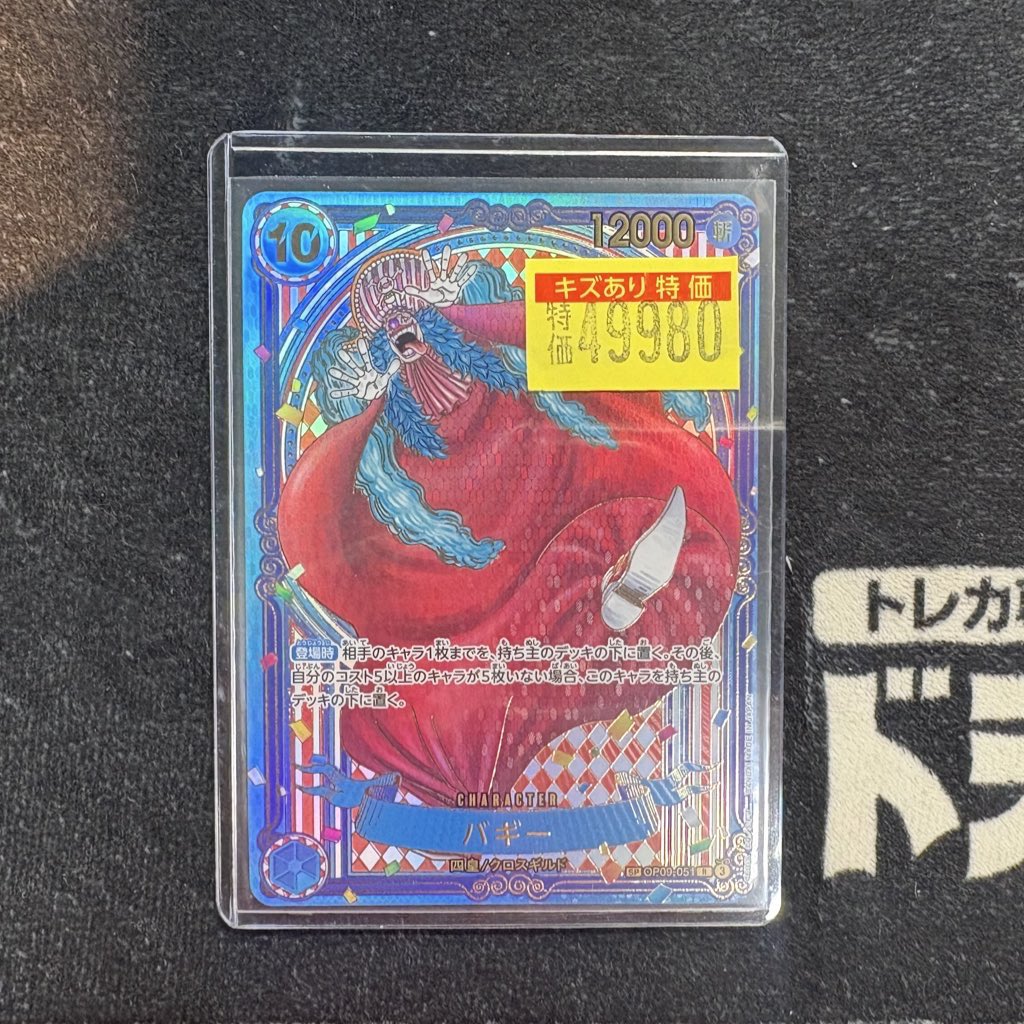 10
12000 斬
キズあり特価
特価 49980
登場時 相手のキャラ1枚までを、持ち主のデッキの下に置く。その後、
自分のコスト5以上のキャラが5枚いない場合、このキャラを持ち主の
デッキの下に置く。
CHARACTER
バギー
四皇/クロスギルド
SP OP09-051 R 3
トレカ
ドラ